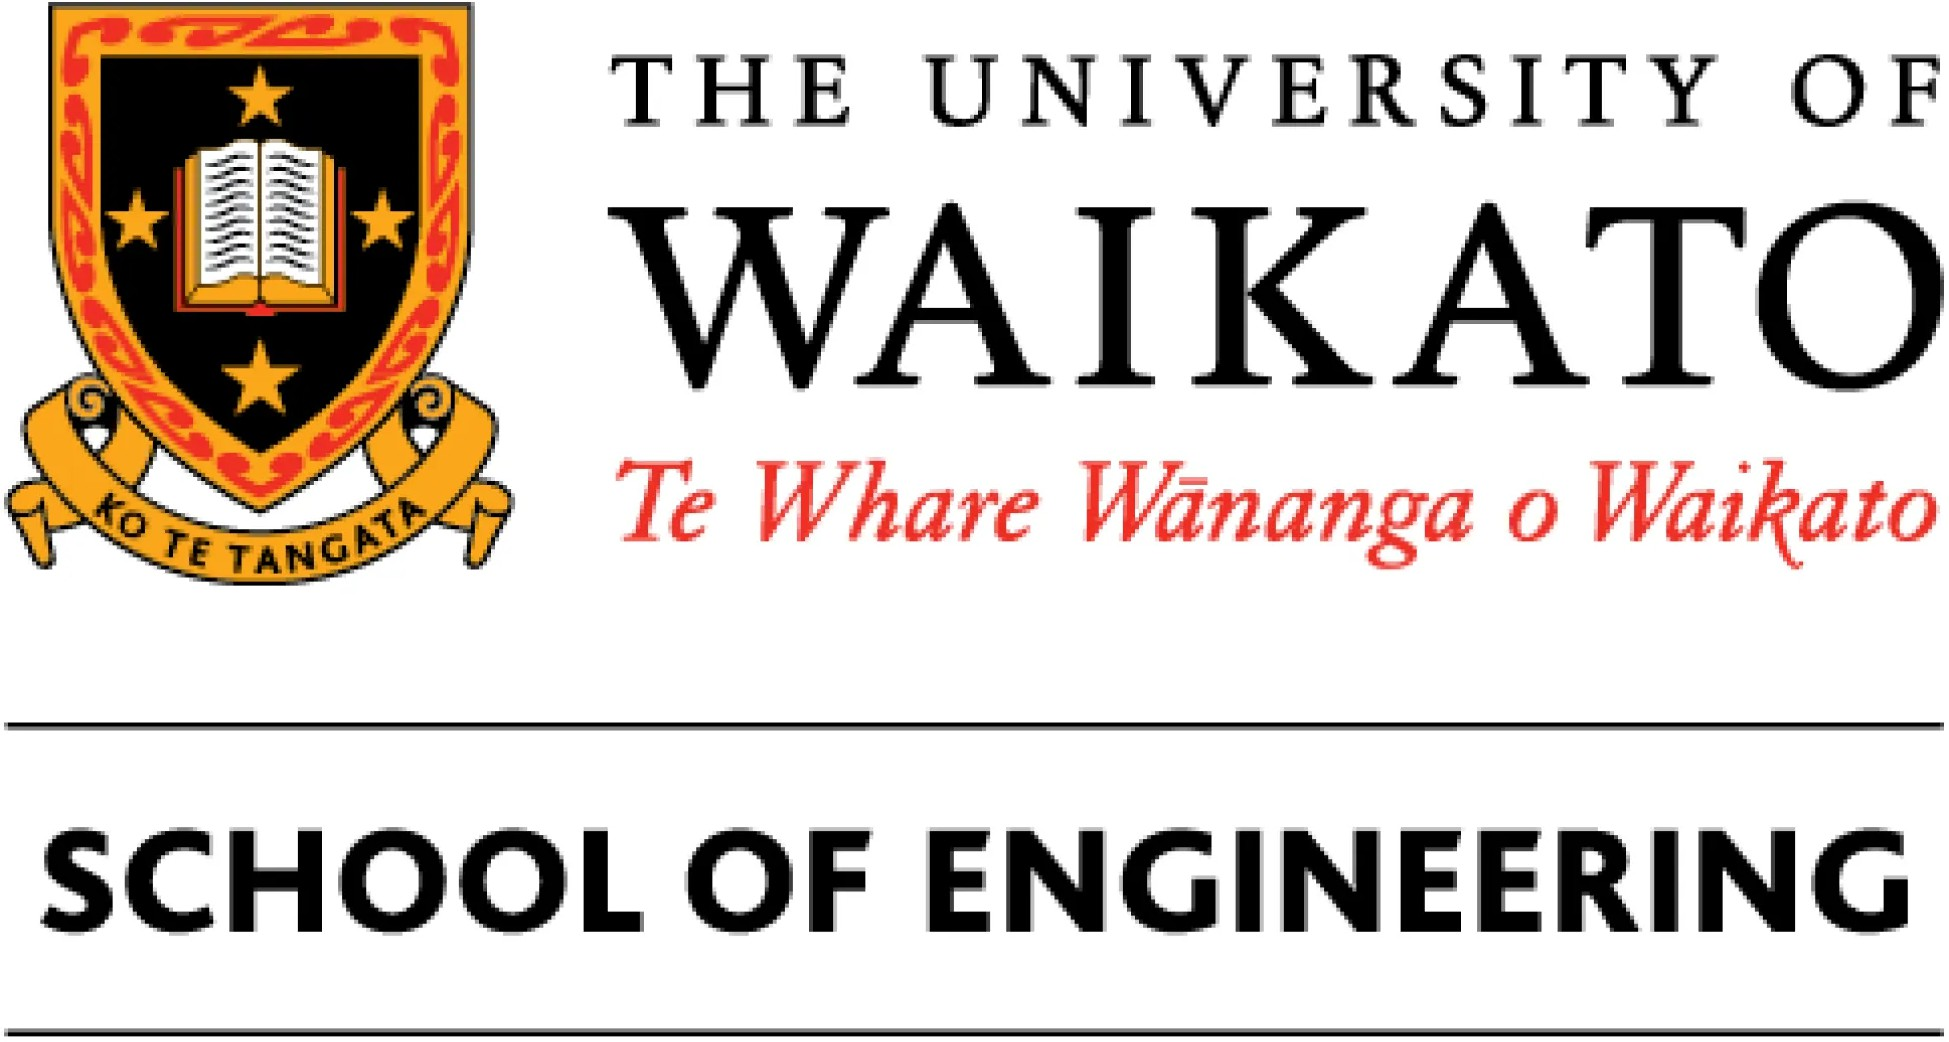 THE UNIVERSITY OF
WAIKATO
Te Whare Wānanga o Waikato
KO TE TANGATA
SCHOOL OF ENGINEERING